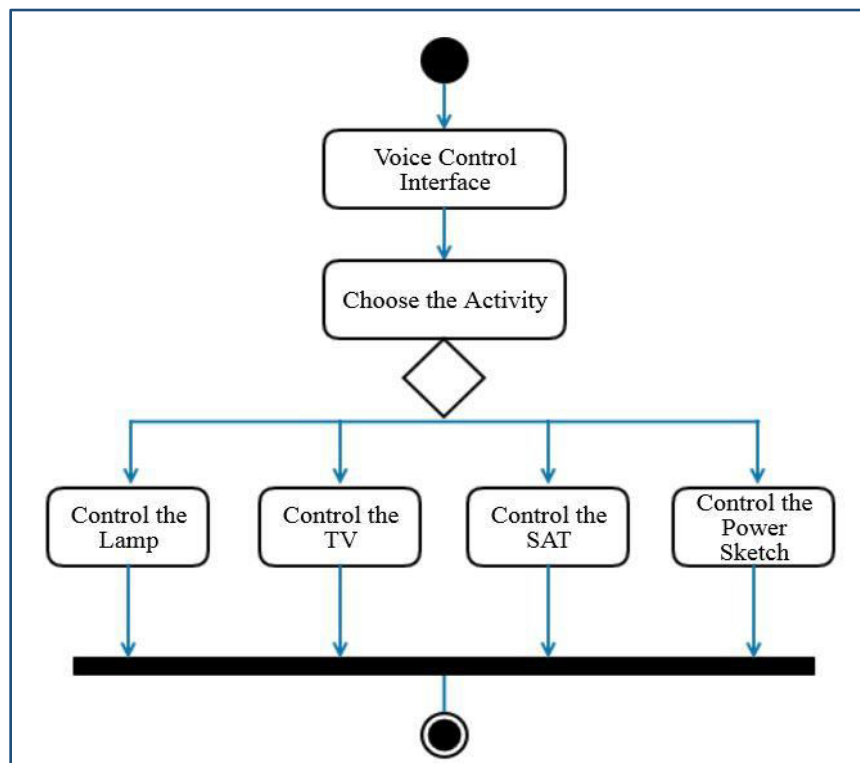 Voice Control
Interface
Choose the Activity
Control the
Lamp
Control the
TV
Control the
SAT
Control the
Power
Sketch